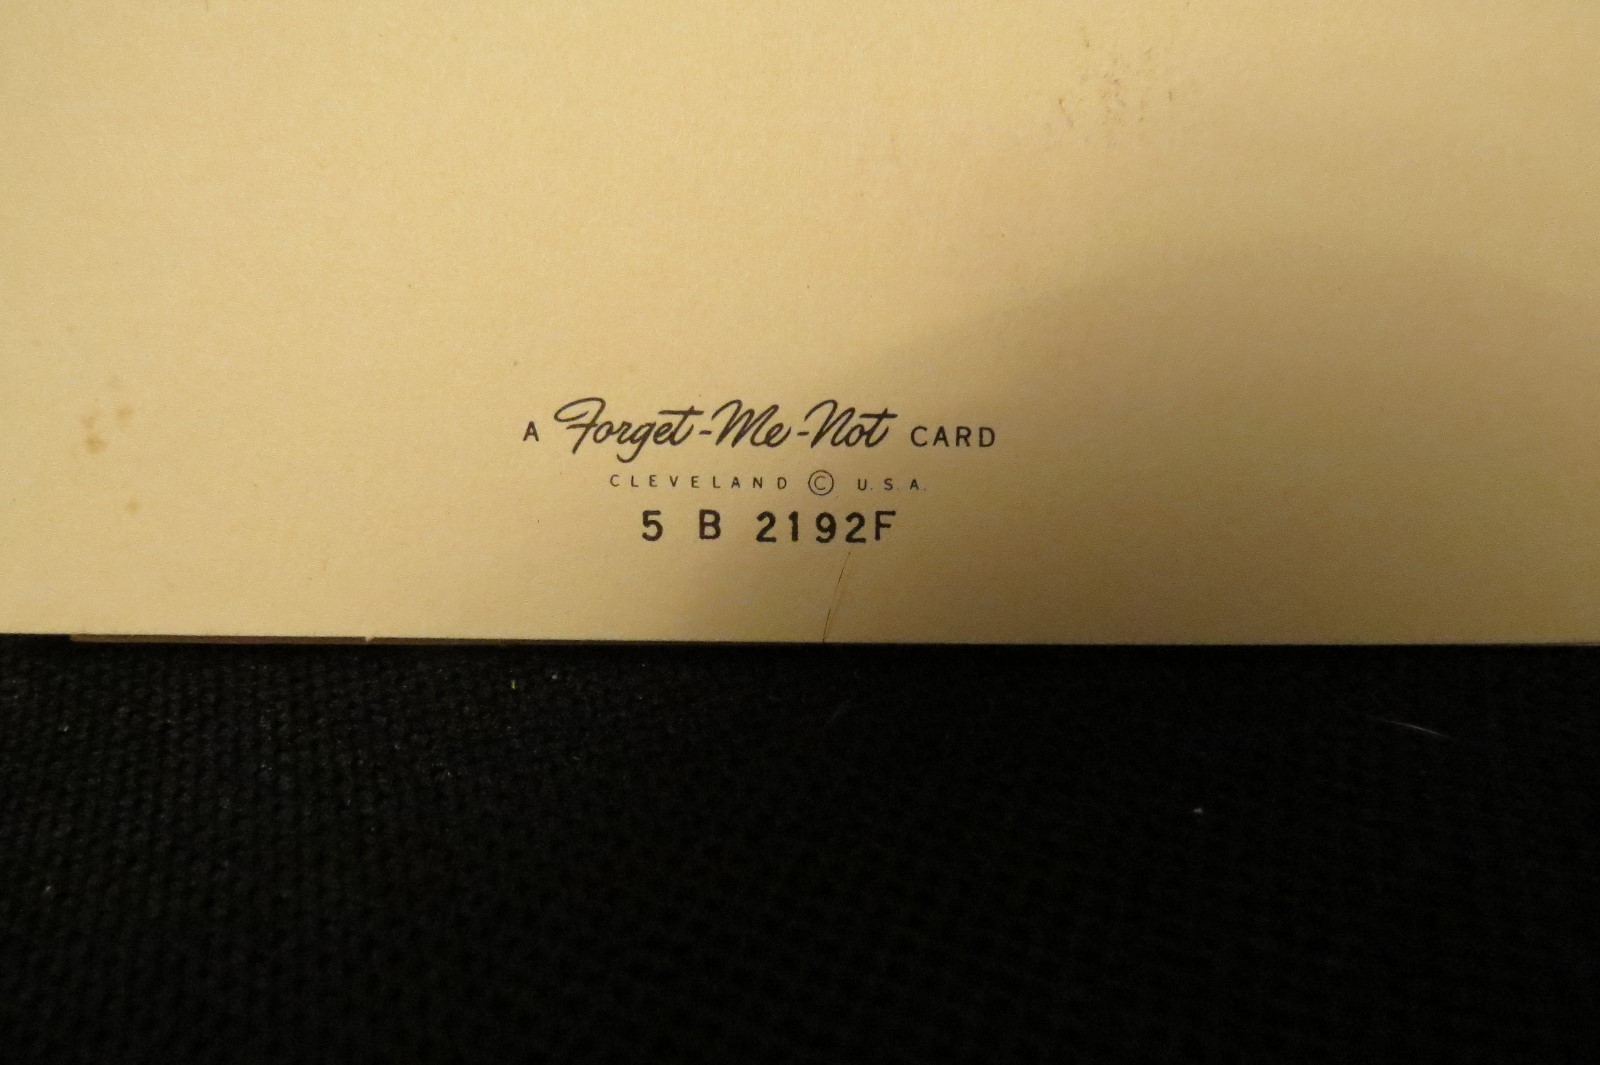 A Forget-Me-Not CARD
CLEVELAND © U.S.A.
5 B 2192F